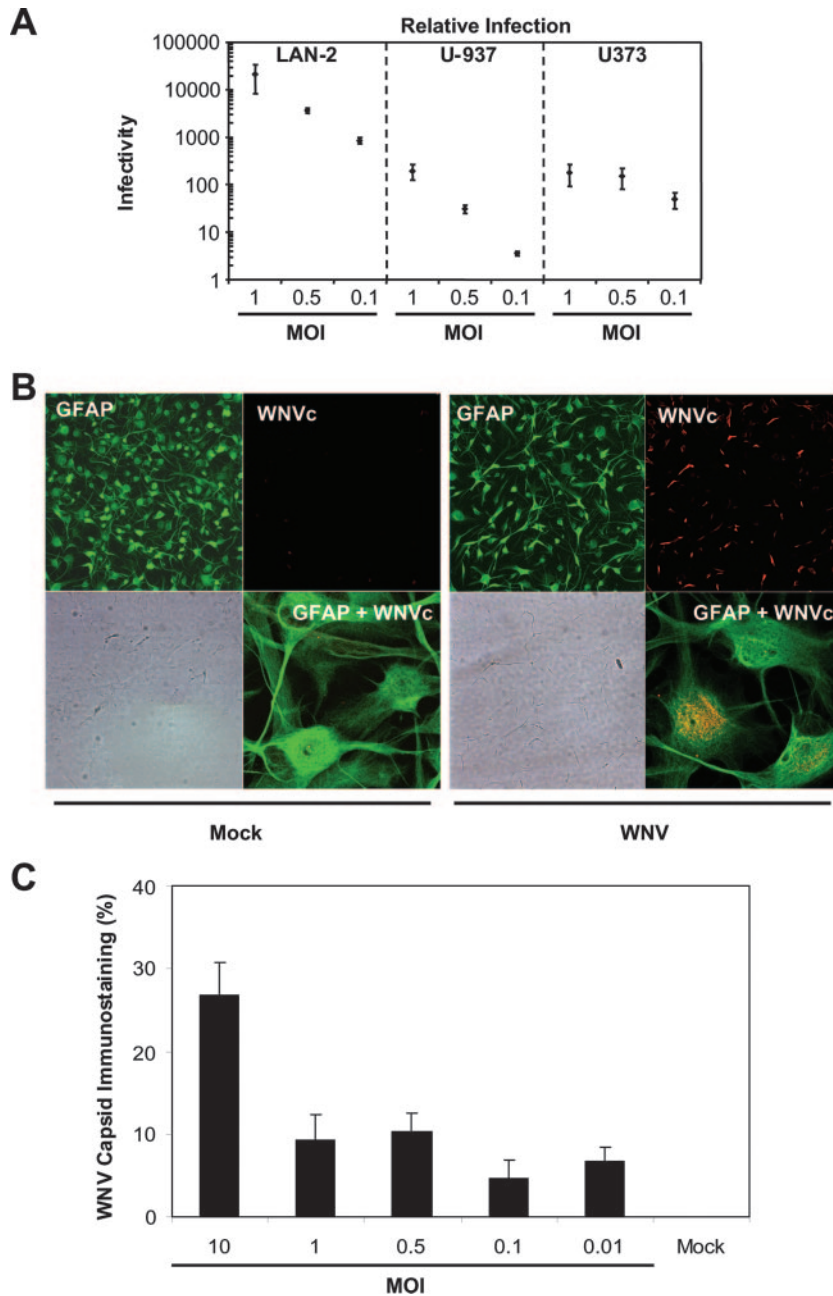 A
Relative Infection
LAN-2 U-937 U373
Infectivity
100000
10000
1000
100
10
1
1 0.5 0.1 1 0.5 0.1 1 0.5 0.1
MOI MOI MOI
B
GFAP WNVc GFAP WNVc
GFAP + WNVc GFAP + WNVc
Mock WNV
C
WNV Capsid Immunostaining (%)
40
30
20
10
0
10 1 0.5 0.1 0.01 Mock
MOI